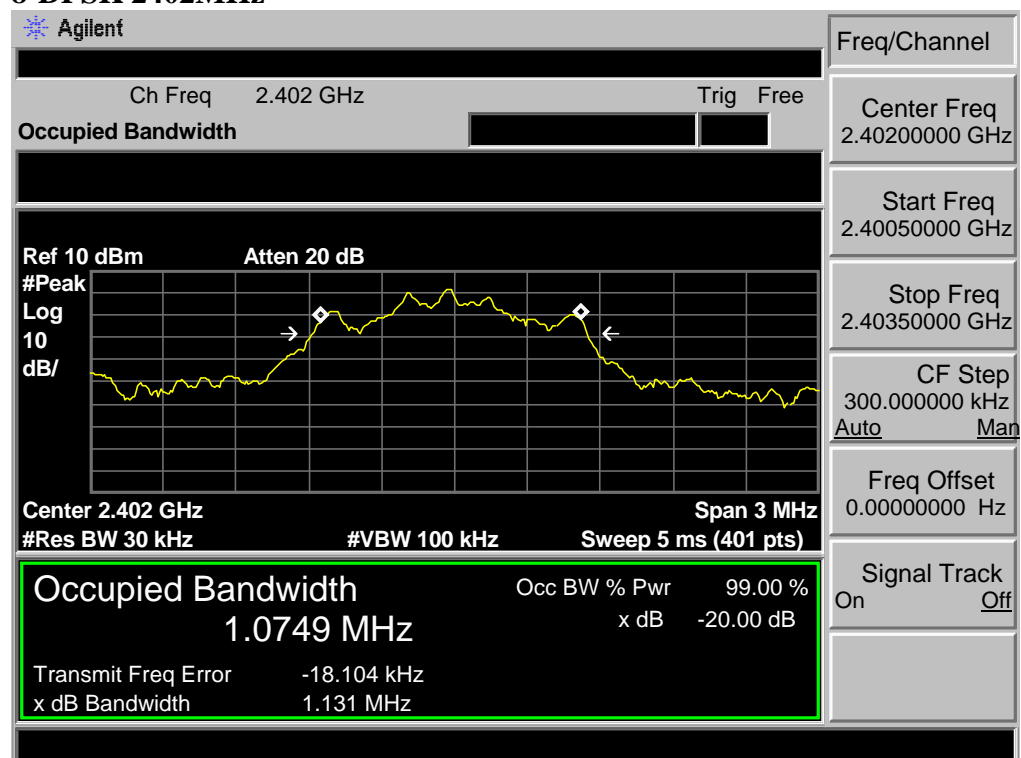 8-DPSK 2402MHz
Agilent
Freq/Channel
Ch Freq 2.402 GHz Trig Free
Occupied Bandwidth
Center Freq
2.40200000 GHz
Start Freq
2.40050000 GHz
Stop Freq
2.40350000 GHz
CF Step
300.000000 kHz
Auto Man
Freq Offset
0.00000000 Hz
Signal Track
On Off
Ref 10 dBm Atten 20 dB
#Peak
Log
10
dB/
Center 2.402 GHz Span 3 MHz
#Res BW 30 kHz #VBW 100 kHz Sweep 5 ms (401 pts)
Occupied Bandwidth Occ BW % Pwr 99.00 %
1.0749 MHz x dB -20.00 dB
Transmit Freq Error -18.104 kHz
x dB Bandwidth 1.131 MHz